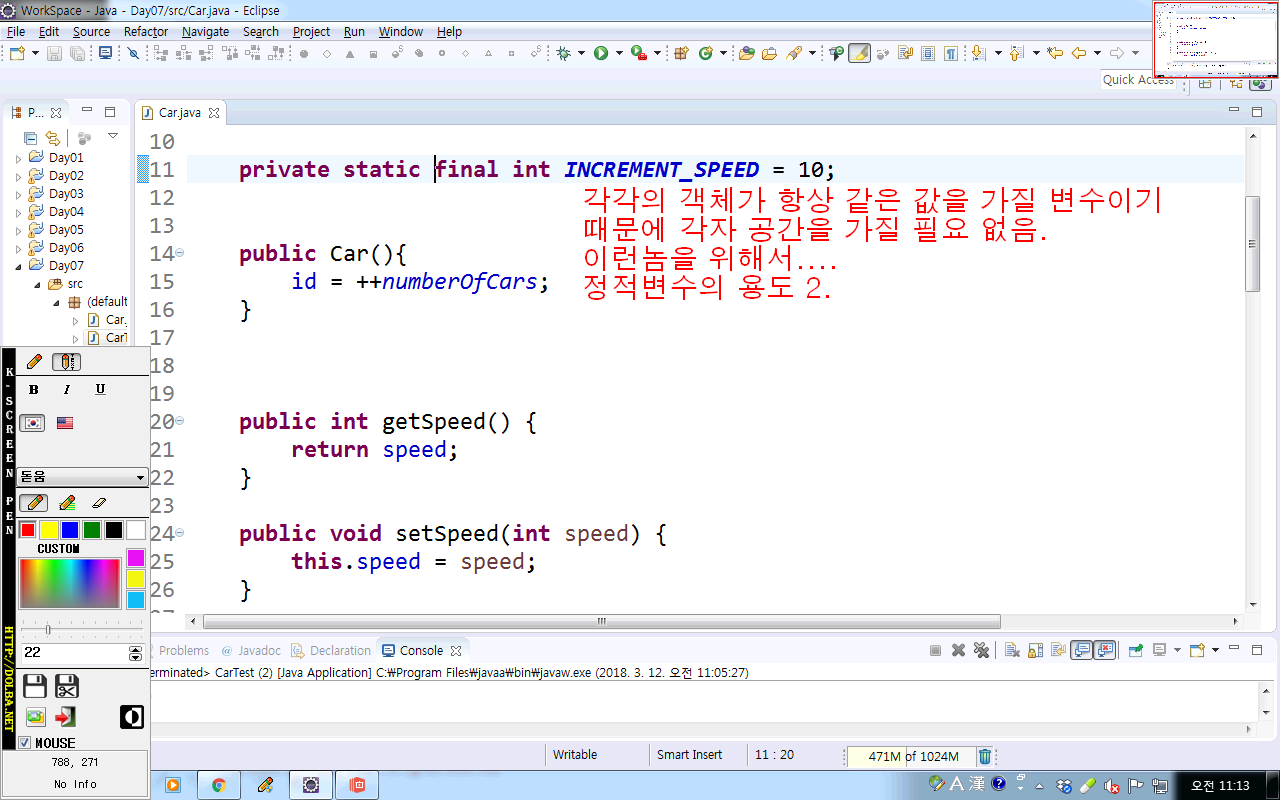 WorkSpace - Java - Day07/src/Car.java - Eclipse
File Edit Source Refactor Navigate Search Project Run Window Help
Quick Access
P...
Car.java
Day01
Day02
Day03
Day04
Day05
Day06
Day07
src
(default
Car.
CarT
10
11 private static final int INCREMENT_SPEED = 10;
12
13
14 public Car(){
15 id = ++numberOfCars;
16 }
17
18
19
20 public int getSpeed() {
21 return speed;
22 }
23
24 public void setSpeed(int speed) {
25 this.speed = speed;
26 }
각각의 객체가 항상 같은 값을 가질 변수이기
때문에 각자 공간을 가질 필요 없음.
이런놈을 위해서....
정적변수의 용도 2.
K-SCREEN PEN
HTTP://DOLBA.NET
B I U
돋움
CUSTOM
22
MOUSE
788, 271
No Info
Problems @ Javadoc Declaration Console
erminated> CarTest (2) [Java Application] C:₩Program Files₩javaa₩bin₩javaw.exe (2018. 3. 12. 오전 11:05:27)
Writable Smart Insert 11 : 20 471M of 1024M
A 漢
오전 11:13